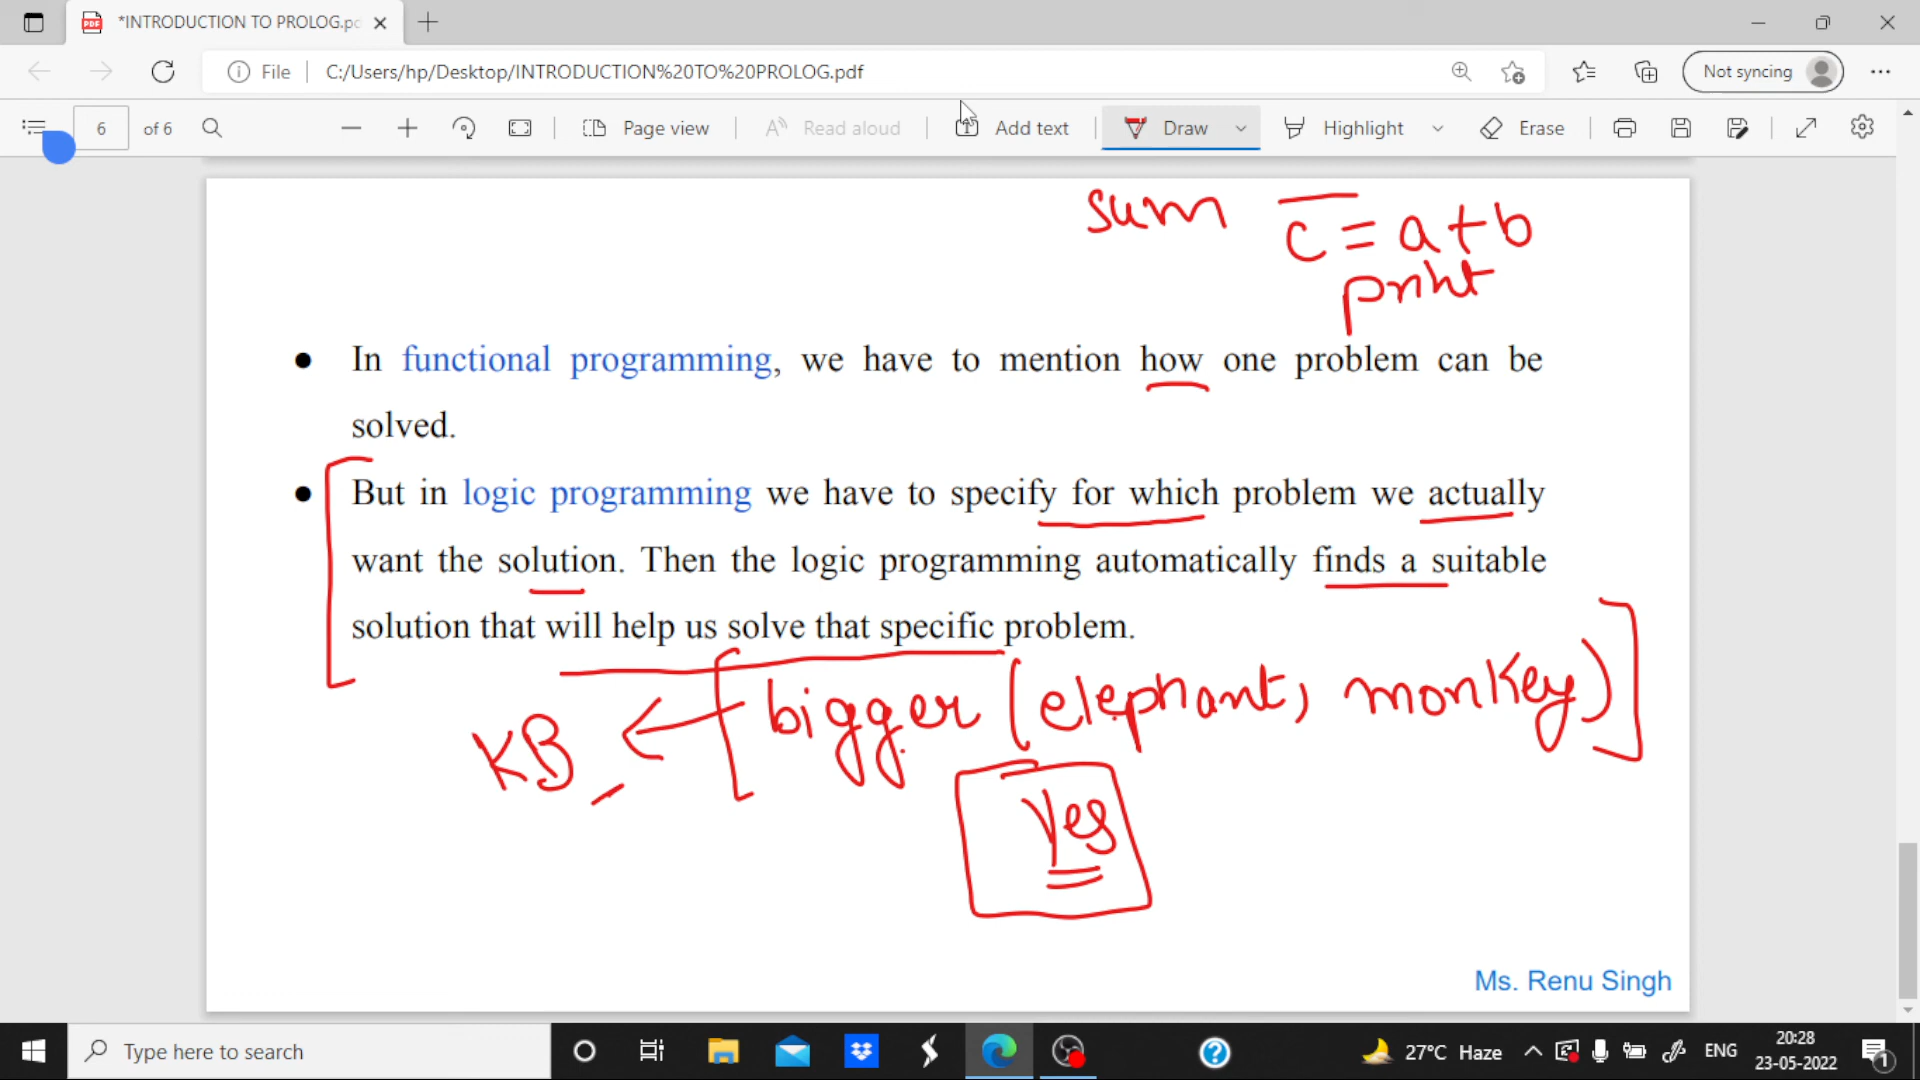 *INTRODUCTION TO PROLOG.pd
File
C:/Users/hp/Desktop/INTRODUCTION%20TO%20PROLOG.pdf
Not syncing
6 of 6
Page view
Read aloud
Add text
Draw
Highlight
Erase
sum c = a + b
print
● In functional programming, we have to mention how one problem can be
solved.
● But in logic programming we have to specify for which problem we actually
want the solution. Then the logic programming automatically finds a suitable
solution that will help us solve that specific problem.
bigger (elephant, monkey)
KB
Yes
Ms. Renu Singh
Type here to search
27°C Haze
ENG
20:28
23-05-2022
1